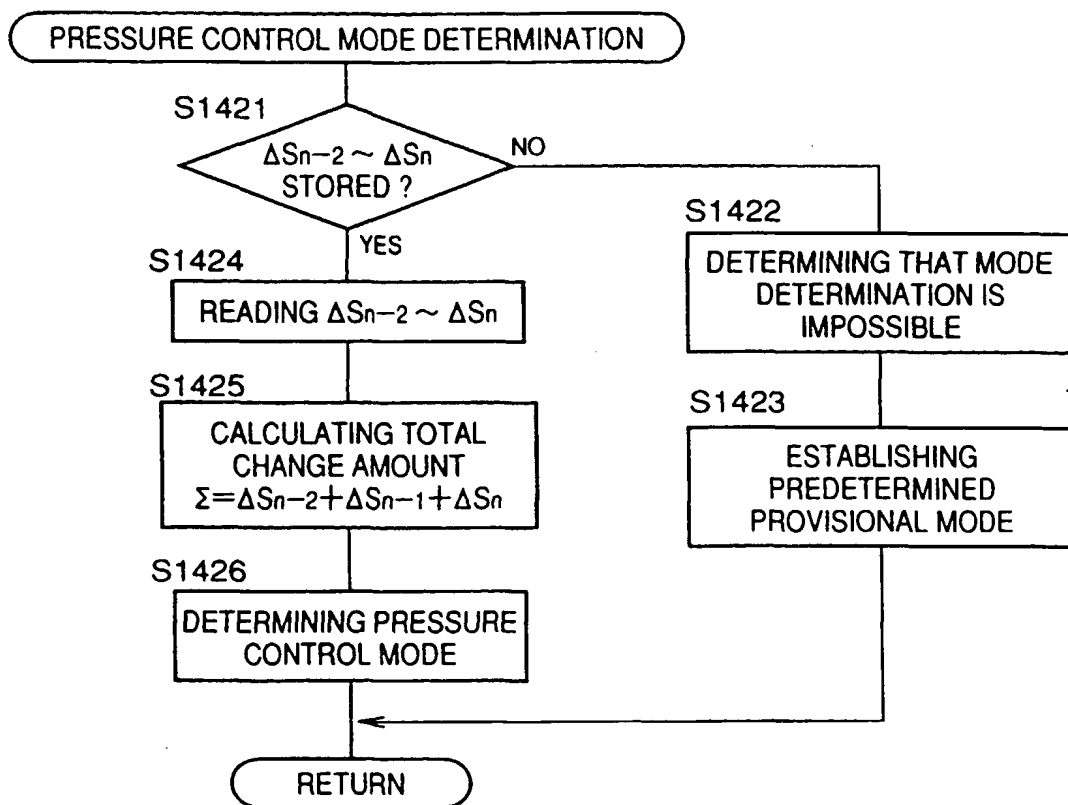 PRESSURE CONTROL MODE DETERMINATION
S1421
ΔSn-2 ~ ΔSn
STORED ?
NO
YES
S1422
DETERMINING THAT MODE
DETERMINATION IS
IMPOSSIBLE
S1424
READING ΔSn-2 ~ ΔSn
S1423
ESTABLISHING
PREDETERMINED
PROVISIONAL MODE
S1425
CALCULATING TOTAL
CHANGE AMOUNT
Σ=ΔSn-2+ΔSn-1+ΔSn
S1426
DETERMINING PRESSURE
CONTROL MODE
RETURN